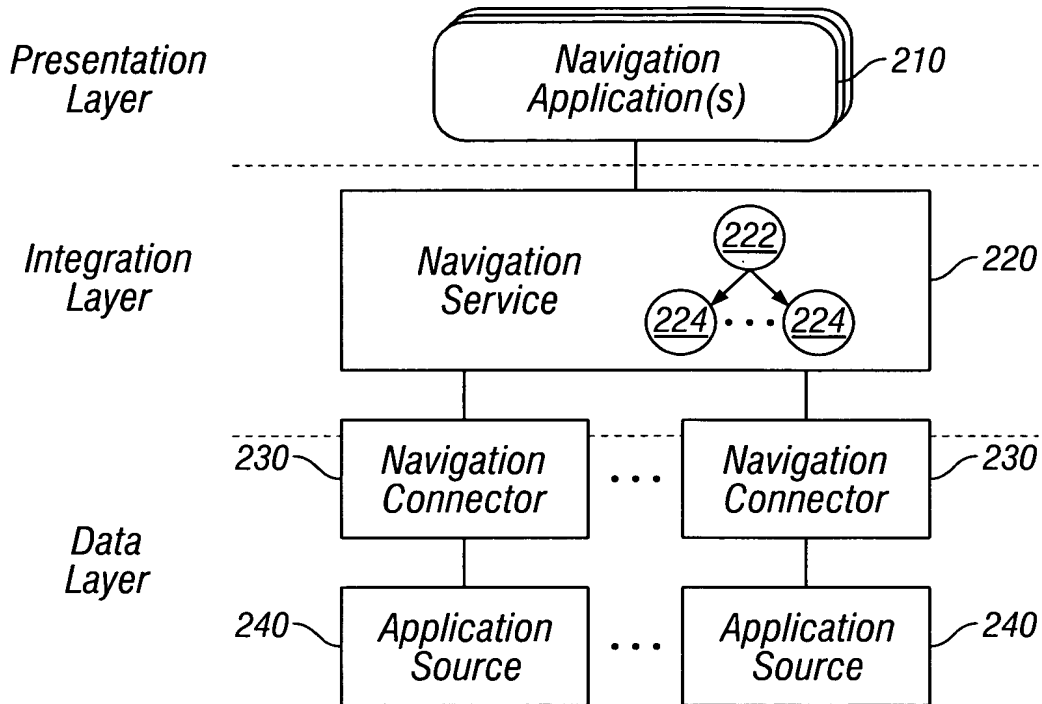 Presentation
Layer
Navigation
Application(s)
210
Integration
Layer
Navigation
Service
222
224 ... 224
220
230
Navigation
Connector
...
Navigation
Connector
230
Data
Layer
240
Application
Source
...
Application
Source
240